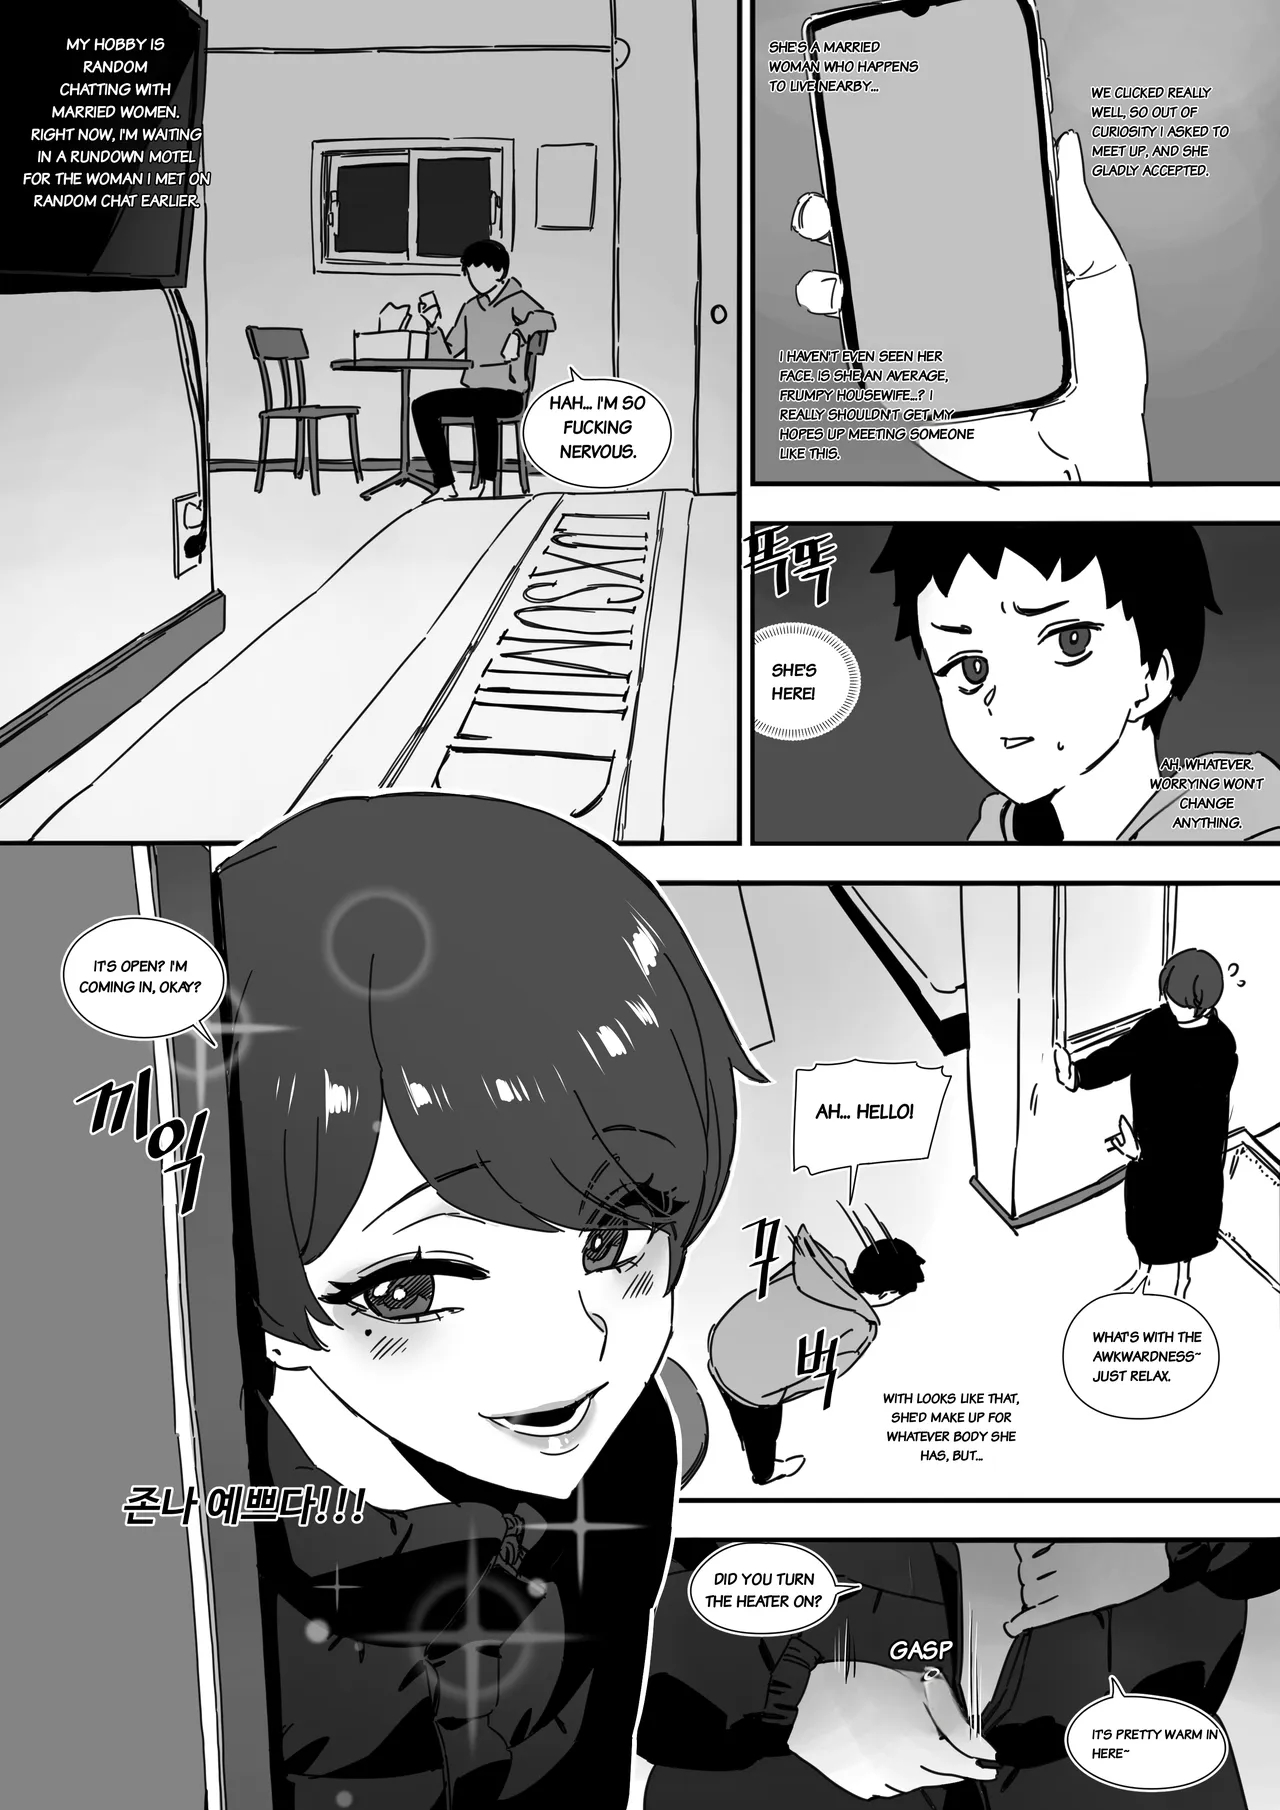 MY HOBBY IS
RANDOM
CHATTING WITH
MARRIED WOMEN.
RIGHT NOW, I'M WAITING
IN A RUNDOWN MOTEL
FOR THE WOMAN I MET ON
RANDOM CHAT EARLIER.
HAH... I'M SO
FUCKING
NERVOUS.
SHE'S A MARRIED
WOMAN WHO HAPPENS
TO LIVE NEARBY...
WE CLICKED REALLY
WELL, SO OUT OF
CURIOSITY I ASKED TO
MEET UP, AND SHE
GLADLY ACCEPTED.
I HAVEN'T EVEN SEEN HER
FACE. IS SHE AN AVERAGE,
FRUMPY HOUSEWIFE...? I
REALLY SHOULDN'T GET MY
HOPES UP MEETING SOMEONE
LIKE THIS.
똑똑
SHE'S
HERE!
AH, WHATEVER.
WORRYING WON'T
CHANGE
ANYTHING.
IT'S OPEN? I'M
COMING IN, OKAY?
끼익
존나 예쁘다!!!
AH... HELLO!
꾸벅
WHAT'S WITH THE
AWKWARDNESS~
JUST RELAX.
WITH LOOKS LIKE THAT,
SHE'D MAKE UP FOR
WHATEVER BODY SHE
HAS, BUT...
DID YOU TURN
THE HEATER ON?
GASP
IT'S PRETTY WARM IN
HERE~